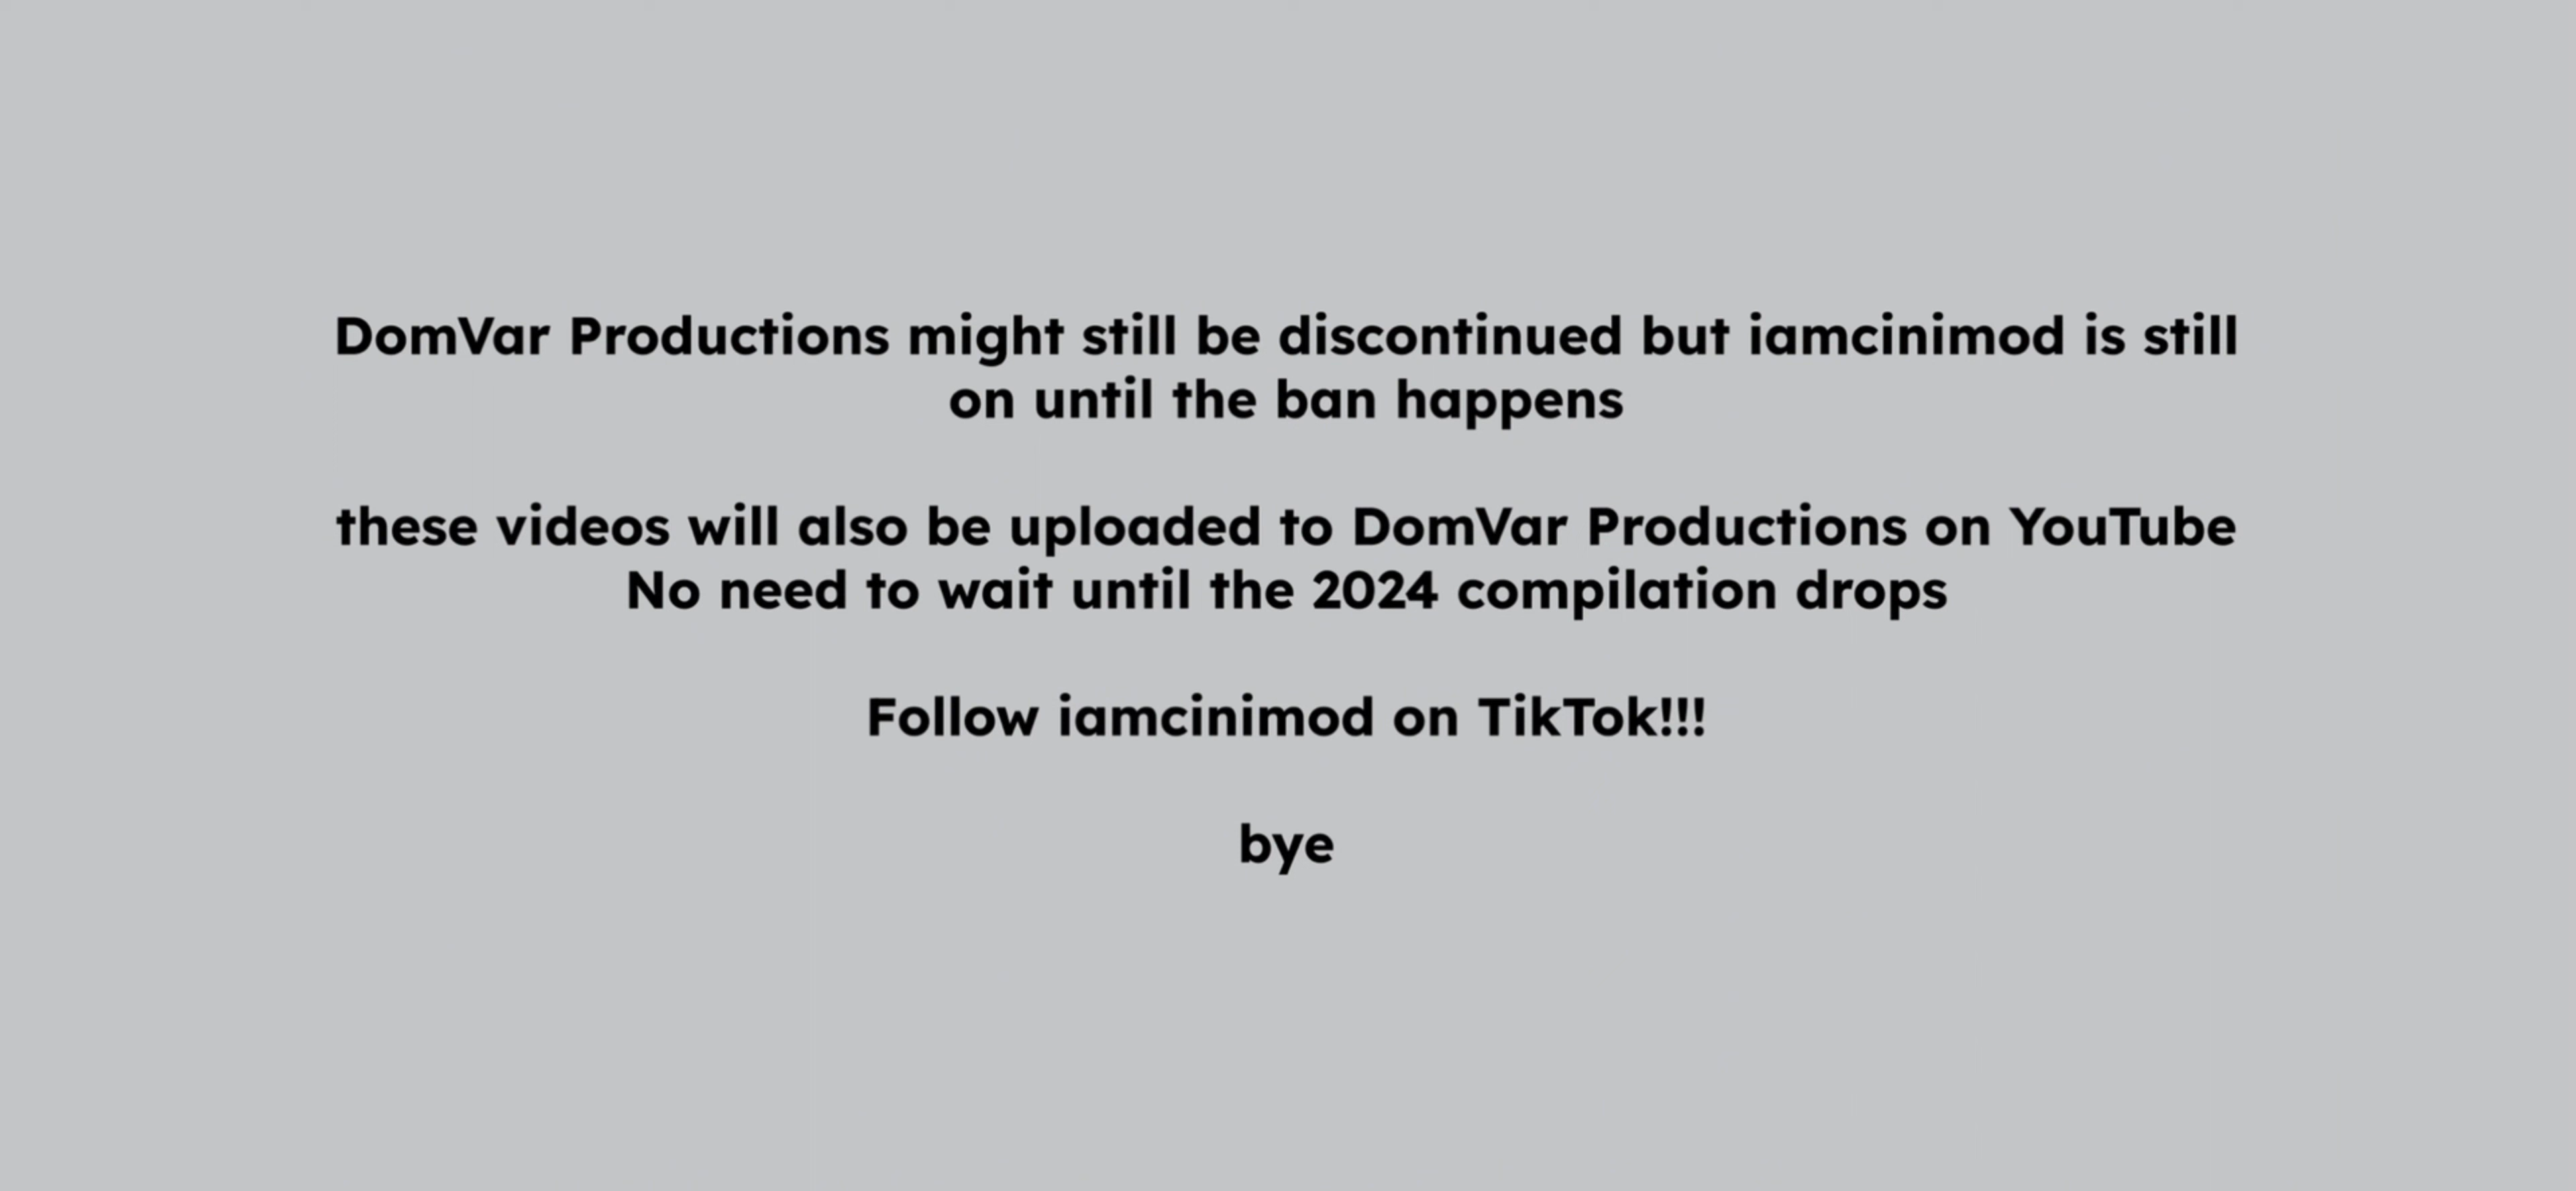 DomVar Productions might still be discontinued but iamcinimod is still
on until the ban happens
these videos will also be uploaded to DomVar Productions on YouTube
No need to wait until the 2024 compilation drops
Follow iamcinimod on TikTok!!!
bye